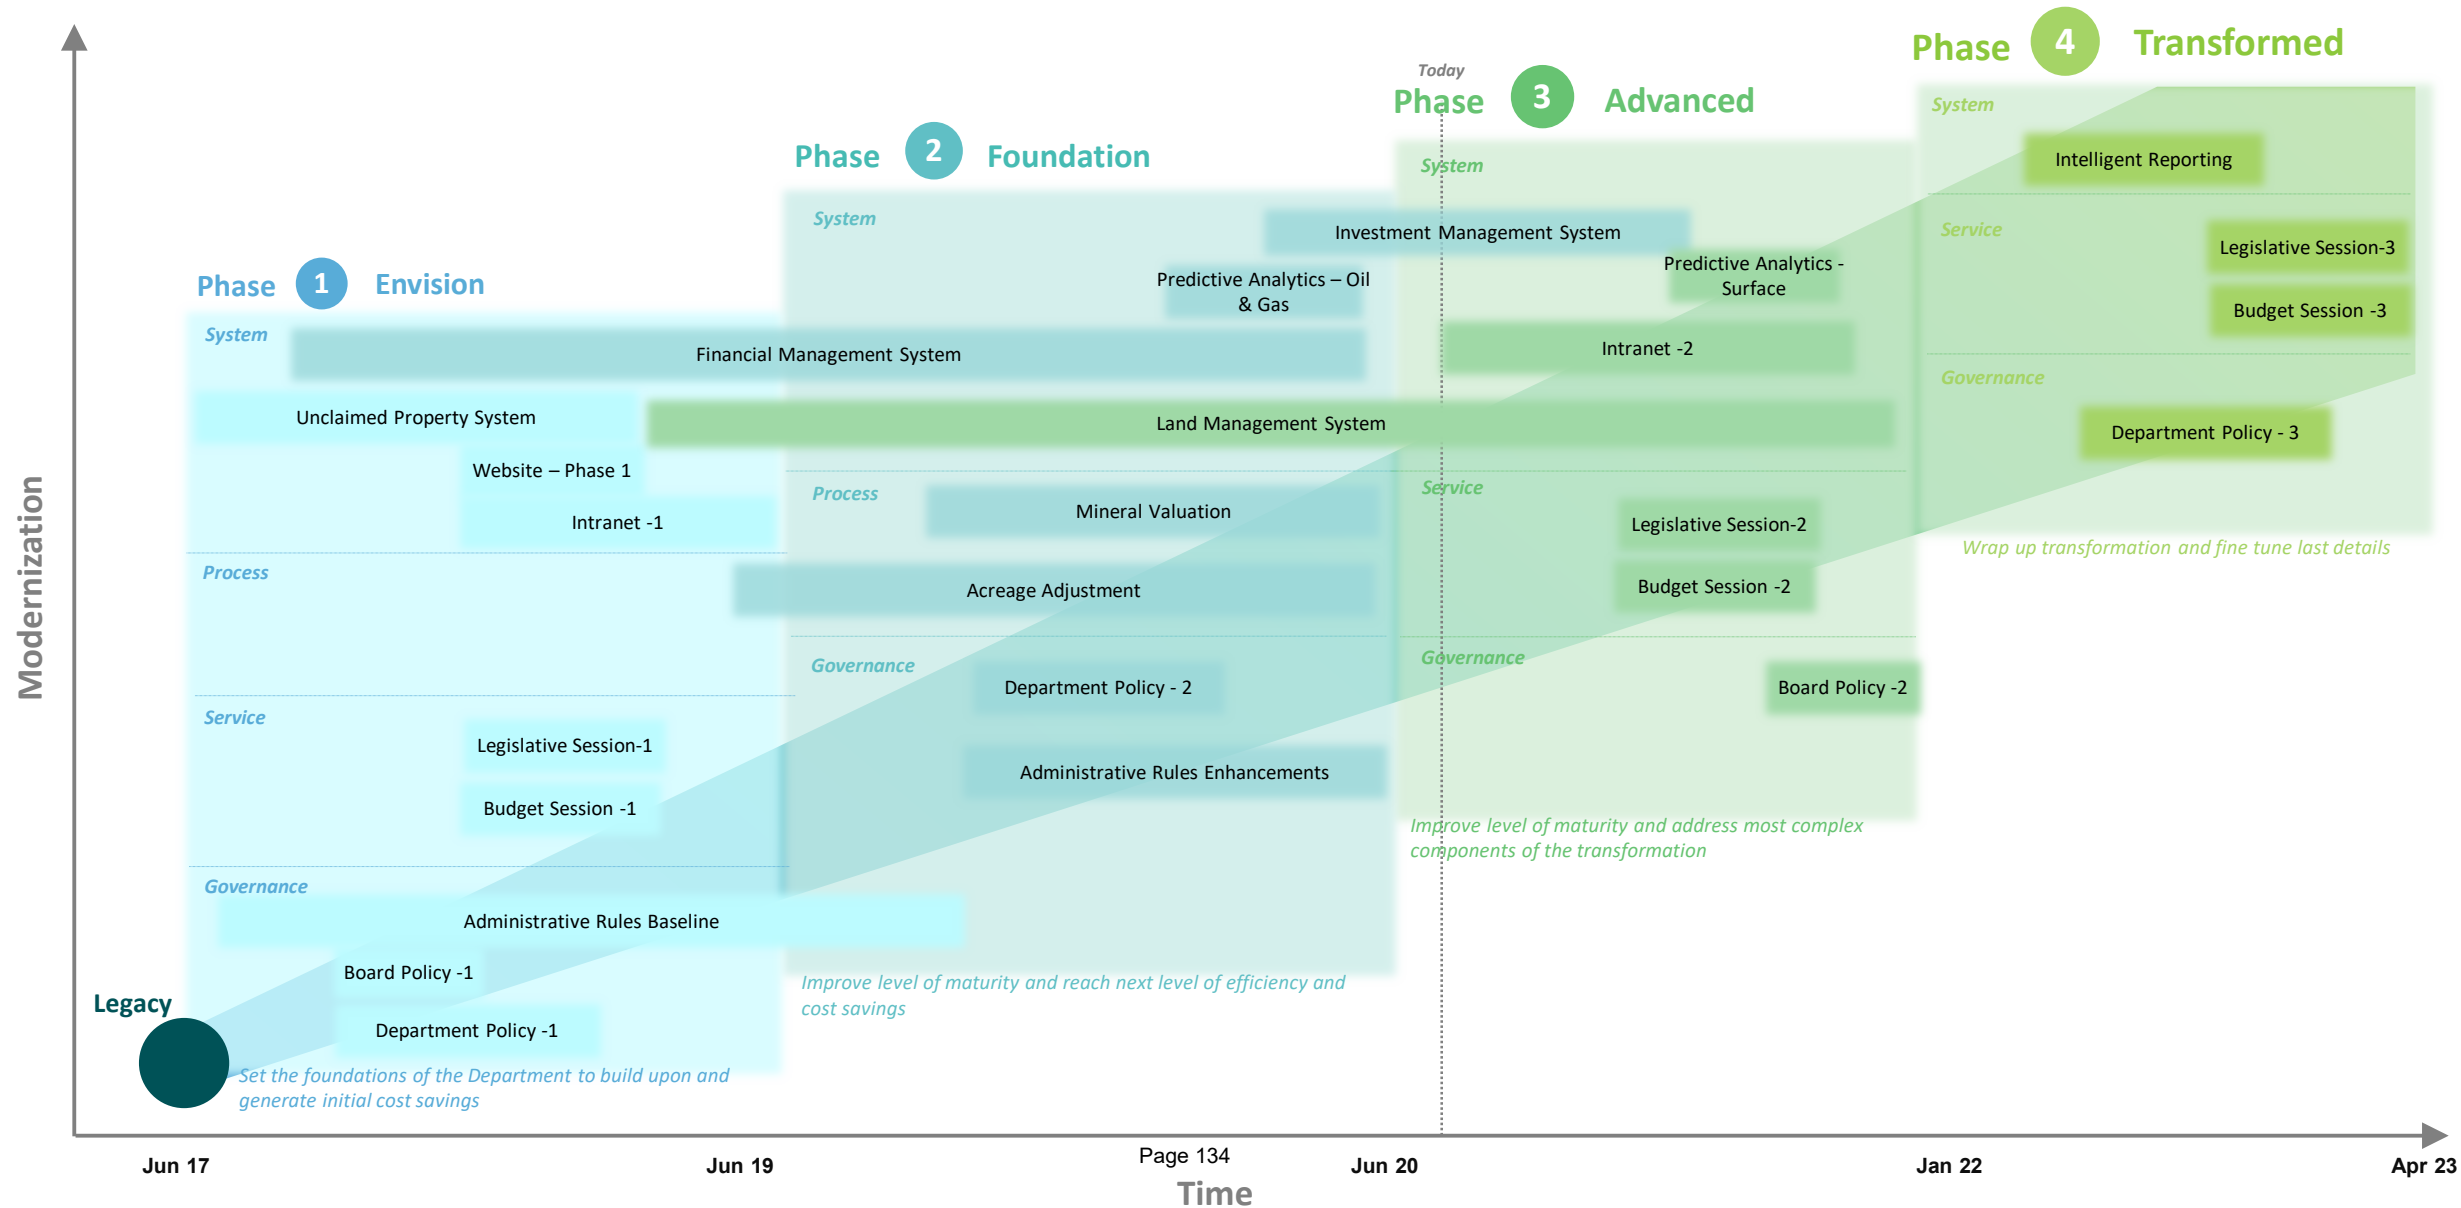 Phase 4 Transformed
Today
Phase 3 Advanced
Phase 2 Foundation
Phase 1 Envision
Modernization
Legacy
System
Financial Management System
Unclaimed Property System
Land Management System
Website – Phase 1
Intranet -1
Process
Acreage Adjustment
Service
Legislative Session-1
Budget Session -1
Governance
Administrative Rules Baseline
Board Policy -1
Department Policy -1
Set the foundations of the Department to build upon and
generate initial cost savings
System
Investment Management System
Predictive Analytics – Oil
& Gas
Process
Mineral Valuation
Governance
Department Policy - 2
Administrative Rules Enhancements
Improve level of maturity and reach next level of efficiency and
cost savings
System
Predictive Analytics -
Surface
Intranet -2
Service
Legislative Session-2
Budget Session -2
Governance
Board Policy -2
Improve level of maturity and address most complex
components of the transformation
System
Intelligent Reporting
Service
Legislative Session-3
Budget Session -3
Governance
Department Policy - 3
Wrap up transformation and fine tune last details
Jun 17
Jun 19
Page 134
Jun 20
Jan 22
Apr 23
Time